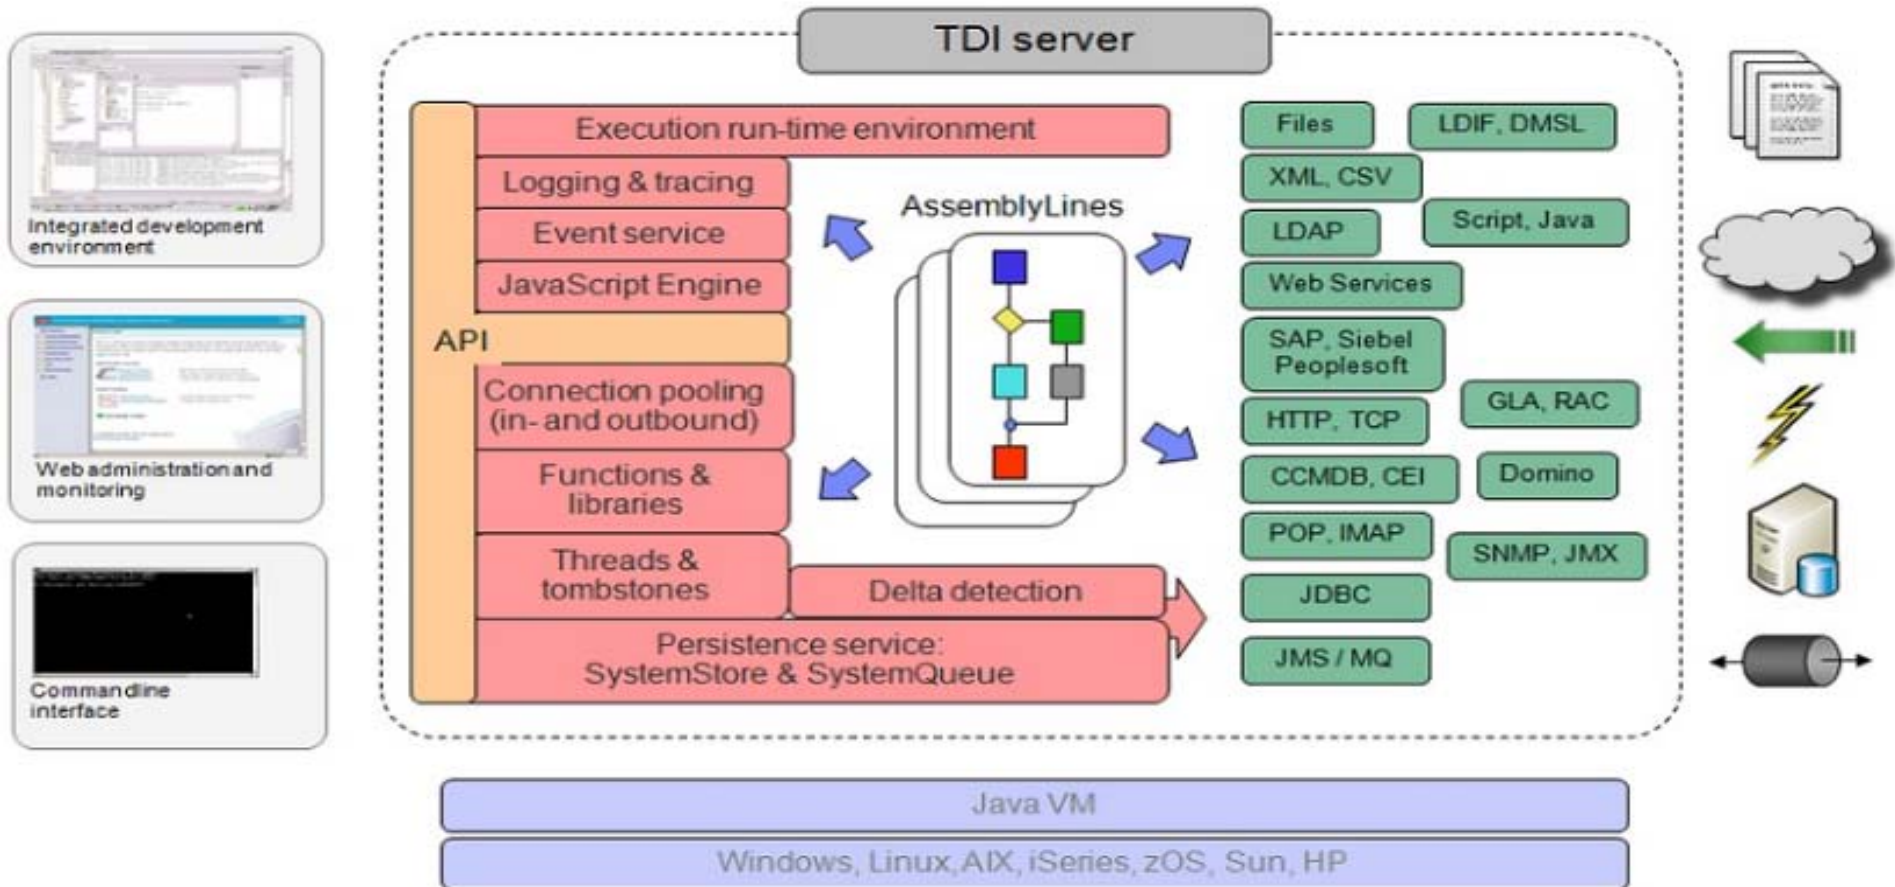 TDI server
Integrated development
environment
Web administration and
monitoring
Commandline
interface
API
Execution run-time environment
Logging & tracing
Event service
JavaScript Engine
Connection pooling
(in- and outbound)
Functions &
libraries
Threads &
tombstones
Delta detection
Persistence service:
SystemStore & SystemQueue
AssemblyLines
Files
LDIF, DMSL
XML, CSV
Script, Java
LDAP
Web Services
SAP, Siebel
Peoplesoft
GLA, RAC
HTTP, TCP
CCMDB, CEI
Domino
POP, IMAP
SNMP, JMX
JDBC
JMS / MQ
Java VM
Windows, Linux, AIX, iSeries, zOS, Sun, HP